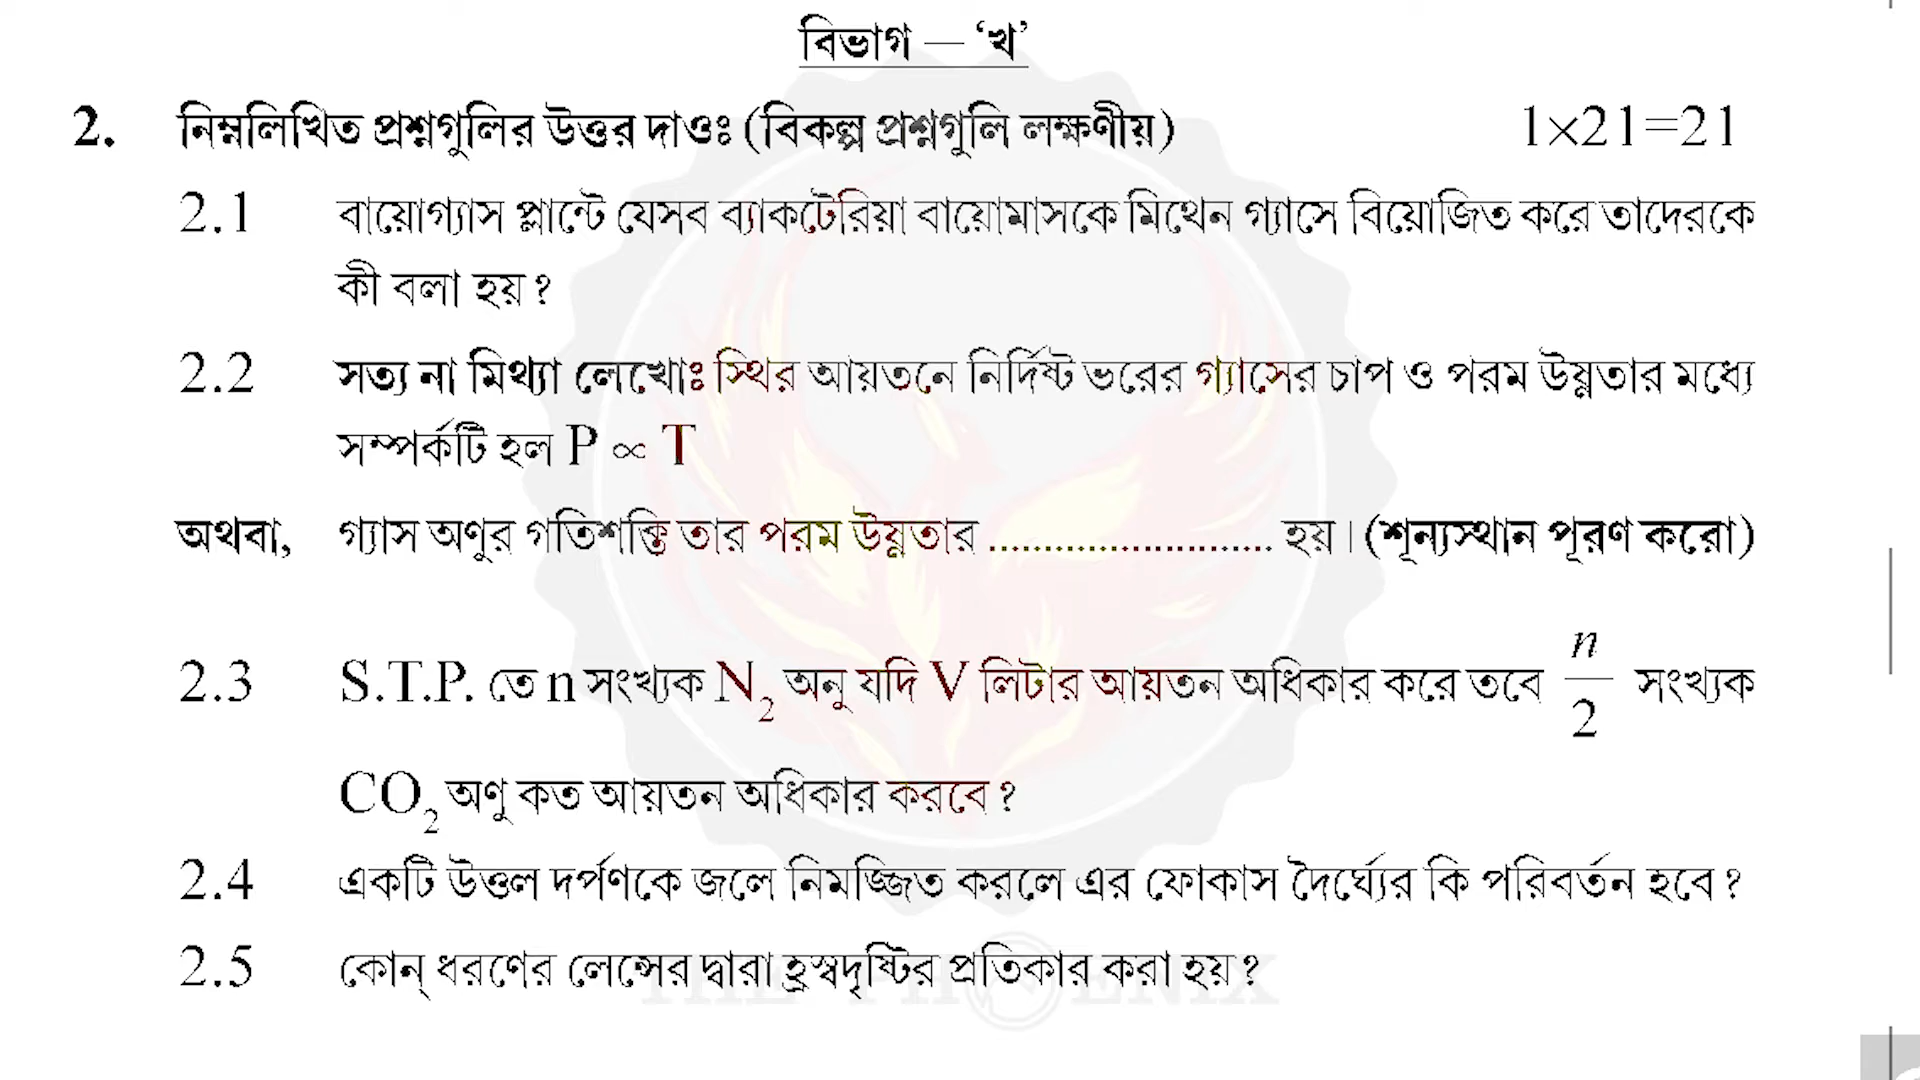 বিভাগ — ‘খ’
2. নিম্নলিখিত প্রশ্নগুলির উত্তর দাওঃ (বিকল্প প্রশ্নগুলি লক্ষণীয়) 1×21=21
2.1 বায়োগ্যাস প্লান্টে যেসব ব্যাকটেরিয়া বায়োমাসকে মিথেন গ্যাসে বিয়োজিত করে তাদেরকে
কী বলা হয়?
2.2 সত্য না মিথ্যা লেখোঃ স্থির আয়তনে নির্দিষ্ট ভরের গ্যাসের চাপ ও পরম উষ্ণতার মধ্যে
সম্পর্কটি হল P ∝ T
অথবা, গ্যাস অণুর গতিশক্তি তার পরম উষ্ণতার .......................... হয়। (শূন্যস্থান পূরণ করো)
2.3 S.T.P. তে n সংখ্যক N₂ অনু যদি V লিটার আয়তন অধিকার করে তবে n/2 সংখ্যক
CO₂ অণু কত আয়তন অধিকার করবে?
2.4 একটি উত্তল দর্পণকে জলে নিমজ্জিত করলে এর ফোকাস দৈর্ঘ্যের কি পরিবর্তন হবে?
2.5 কোন্ ধরণের লেন্সের দ্বারা হ্রস্বদৃষ্টির প্রতিকার করা হয়?
THE PHOENIX